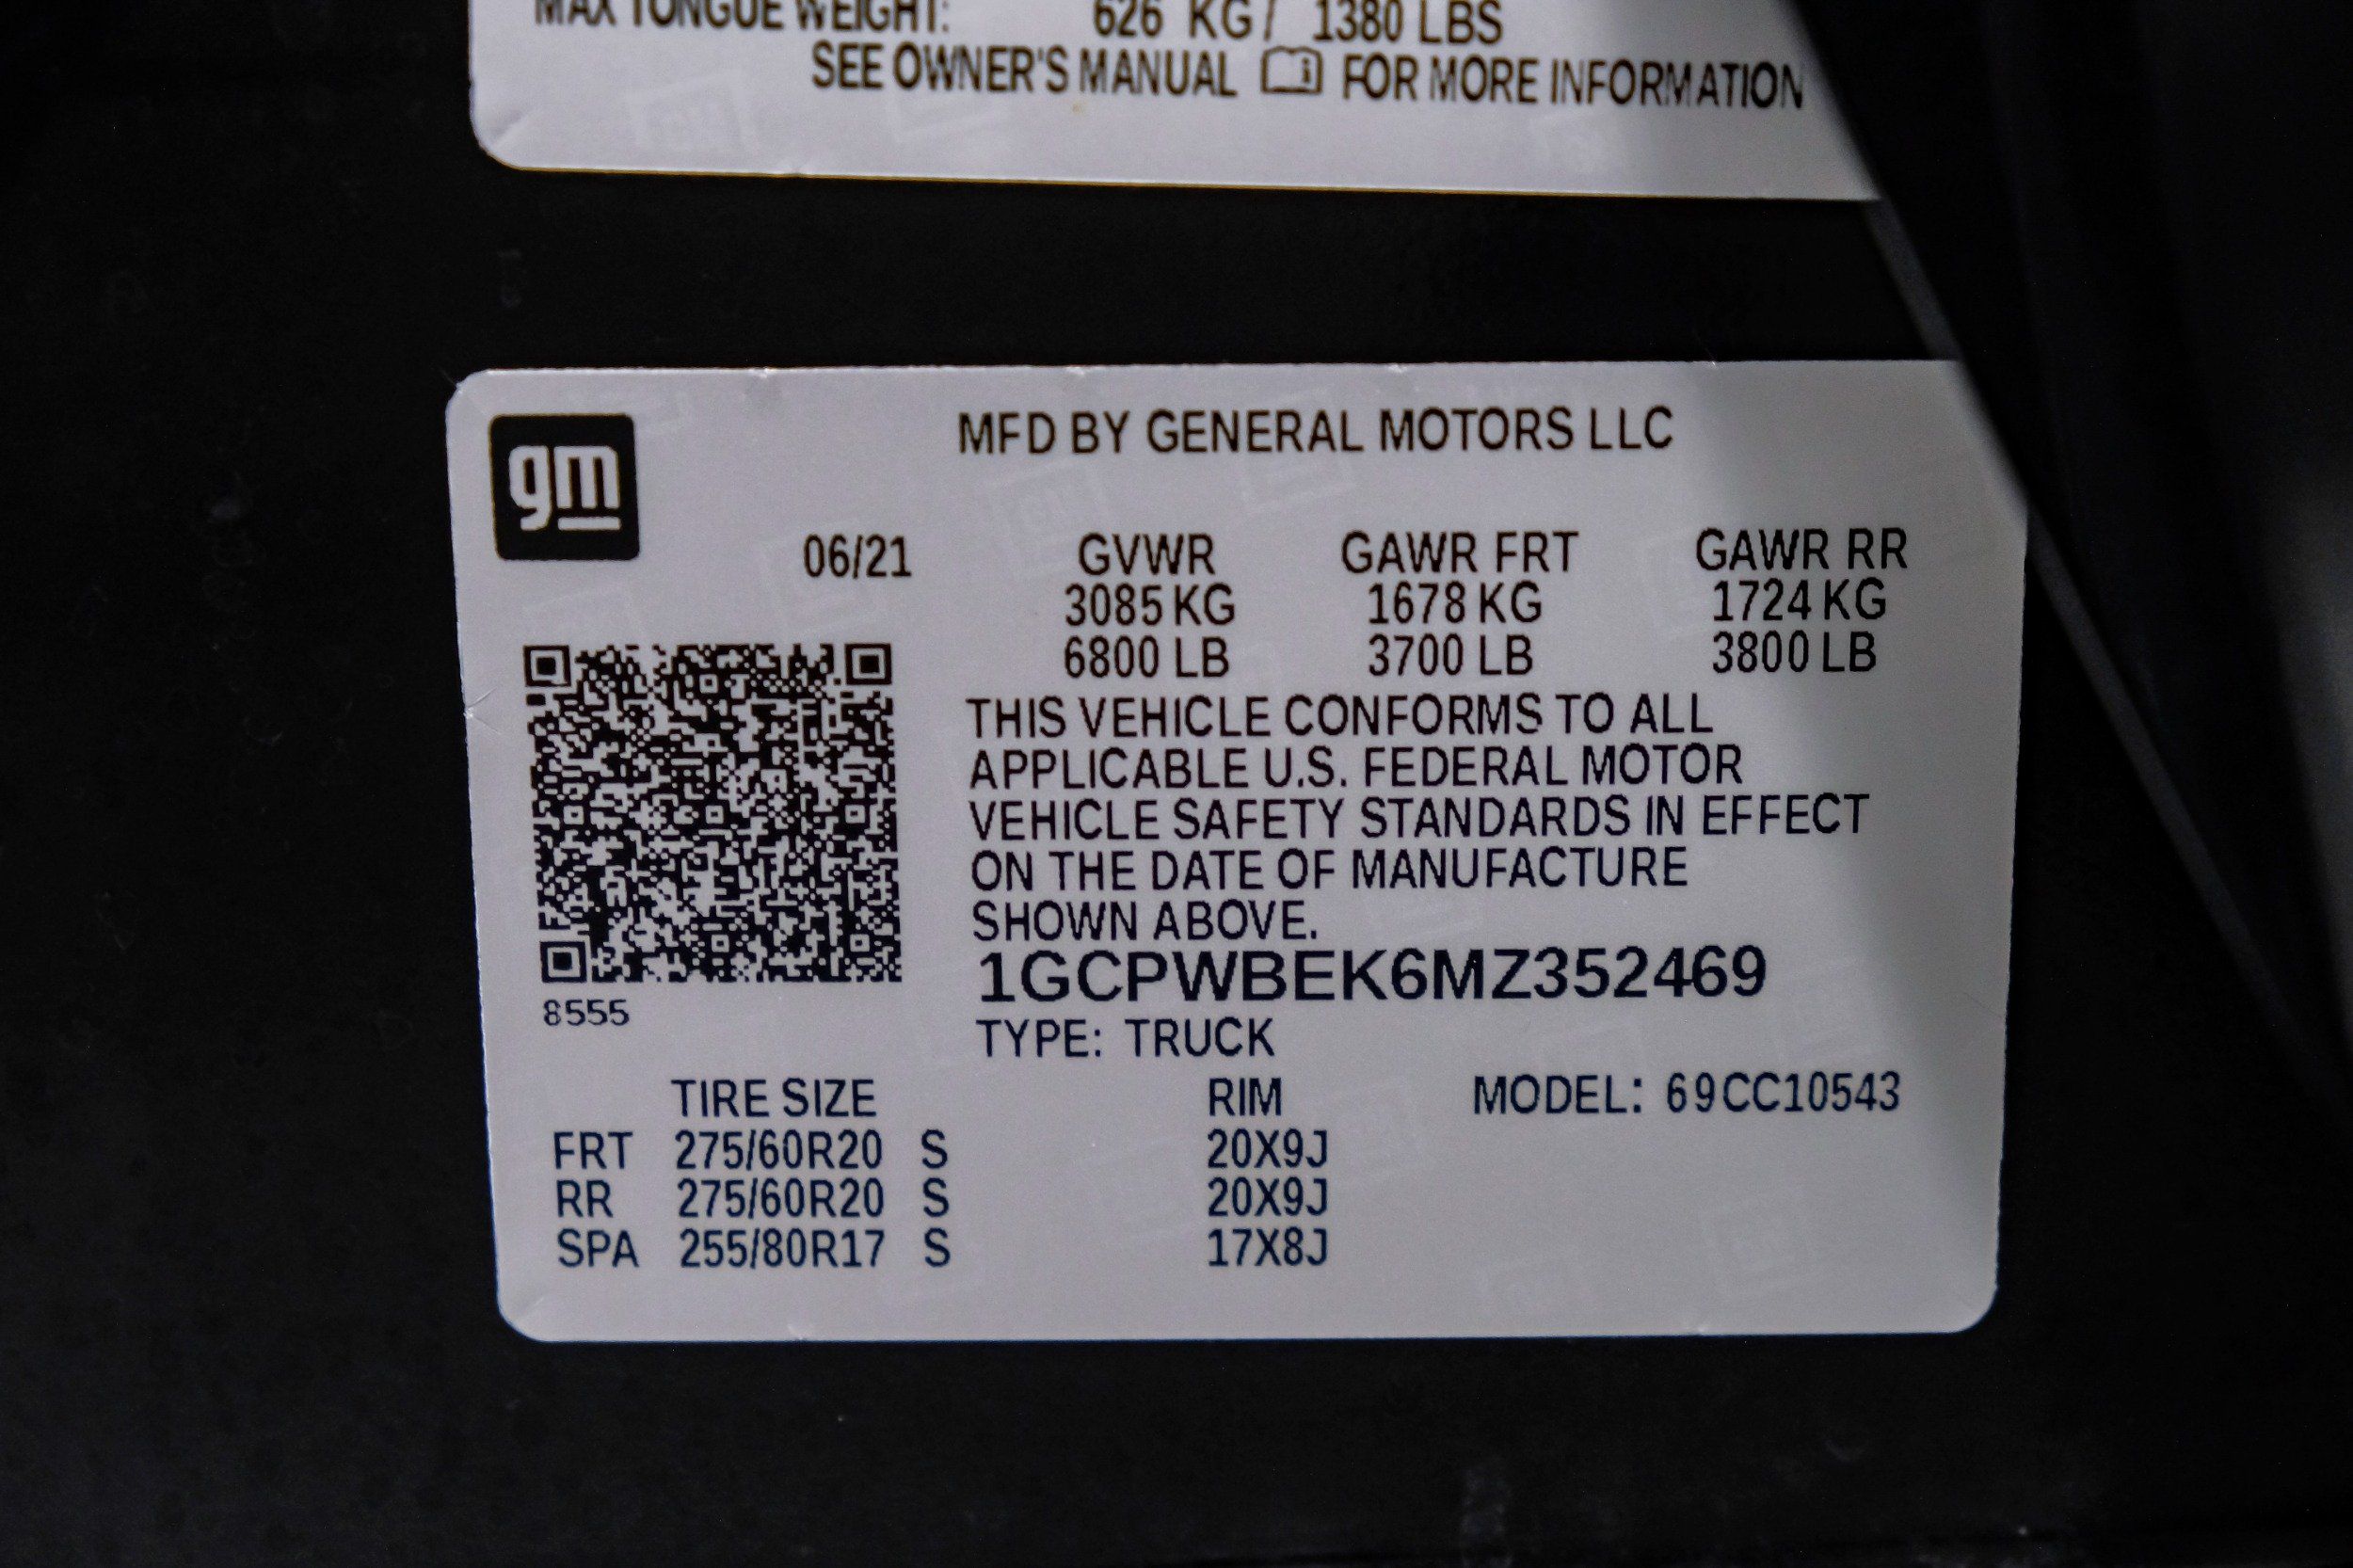 MAX TONGUE WEIGHT: 626 KG / 1380 LBS
SEE OWNER'S MANUAL FOR MORE INFORMATION
gm
MFD BY GENERAL MOTORS LLC
06/21 GVWR GAWR FRT GAWR RR
3085 KG 1678 KG 1724 KG
6800 LB 3700 LB 3800 LB
THIS VEHICLE CONFORMS TO ALL
APPLICABLE U.S. FEDERAL MOTOR
VEHICLE SAFETY STANDARDS IN EFFECT
ON THE DATE OF MANUFACTURE
SHOWN ABOVE.
1GCPWBEK6MZ352469
8555
TYPE: TRUCK
TIRE SIZE RIM MODEL: 69CC10543
FRT 275/60R20 S 20X9J
RR 275/60R20 S 20X9J
SPA 255/80R17 S 17X8J